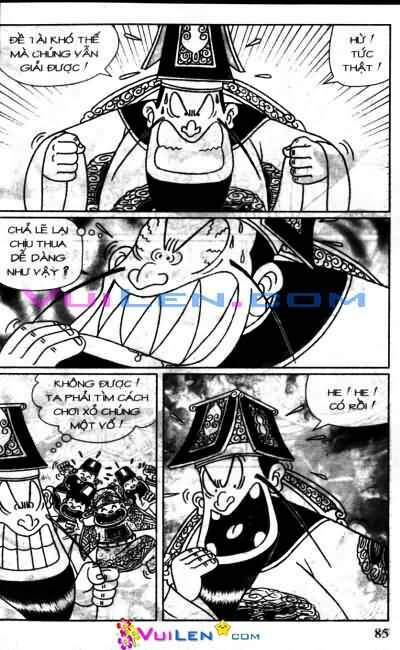 ĐỀ TÀI KHÓ THẾ
MÀ CHÚNG VẪN
GIẢI ĐƯỢC!
HỪ!
TỨC
THẬT!
CHẢ LẼ LẠI
CHỊU THUA
DỄ DÀNG
NHƯ VẬY?
VUILEN.COM
KHÔNG ĐƯỢC!
TA PHẢI TÌM CÁCH
CHƠI XỎ CHÚNG
MỘT VỐ!
HE! HE!
CÓ RỒI!
85
VUILEN.COM